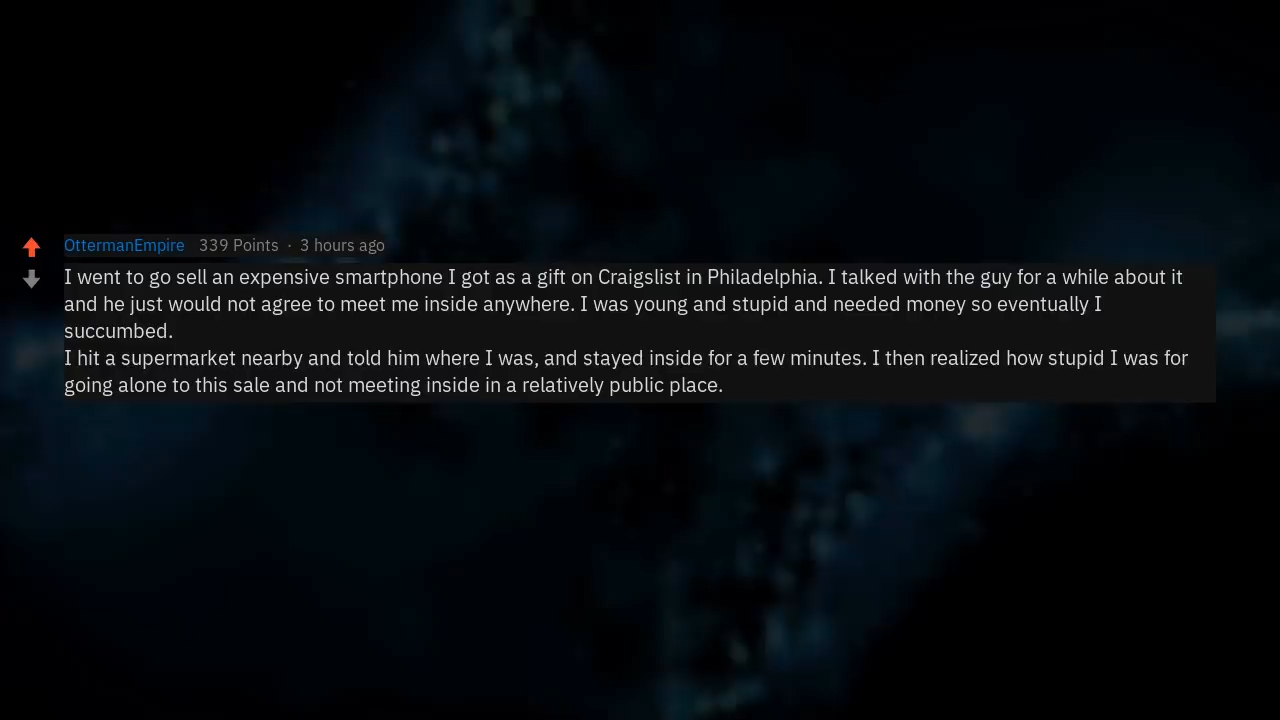 OttermanEmpire 339 Points · 3 hours ago
I went to go sell an expensive smartphone I got as a gift on Craigslist in Philadelphia. I talked with the guy for a while about it
and he just would not agree to meet me inside anywhere. I was young and stupid and needed money so eventually I
succumbed.
I hit a supermarket nearby and told him where I was, and stayed inside for a few minutes. I then realized how stupid I was for
going alone to this sale and not meeting inside in a relatively public place.